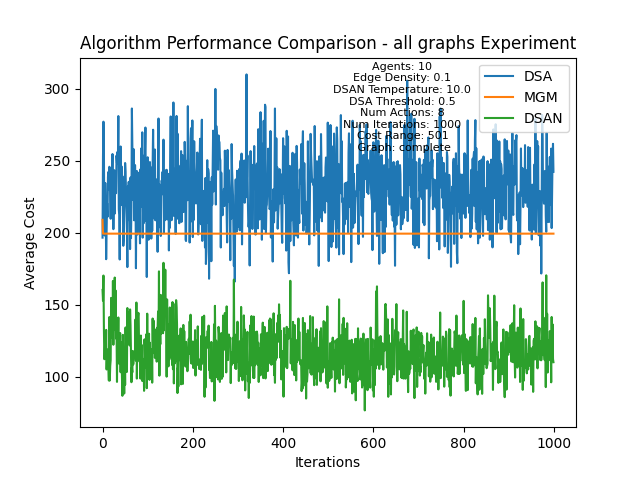 Algorithm Performance Comparison - all graphs Experiment
Agents: 10
Edge Density: 0.1
DSAN Temperature: 10.0
DSA Threshold: 0.5
Num Actions: 8
Num Iterations: 1000
Cost Range: 501
Graph: complete
DSA
MGM
DSAN
Average Cost
300
250
200
150
100
0 200 400 600 800 1000
Iterations